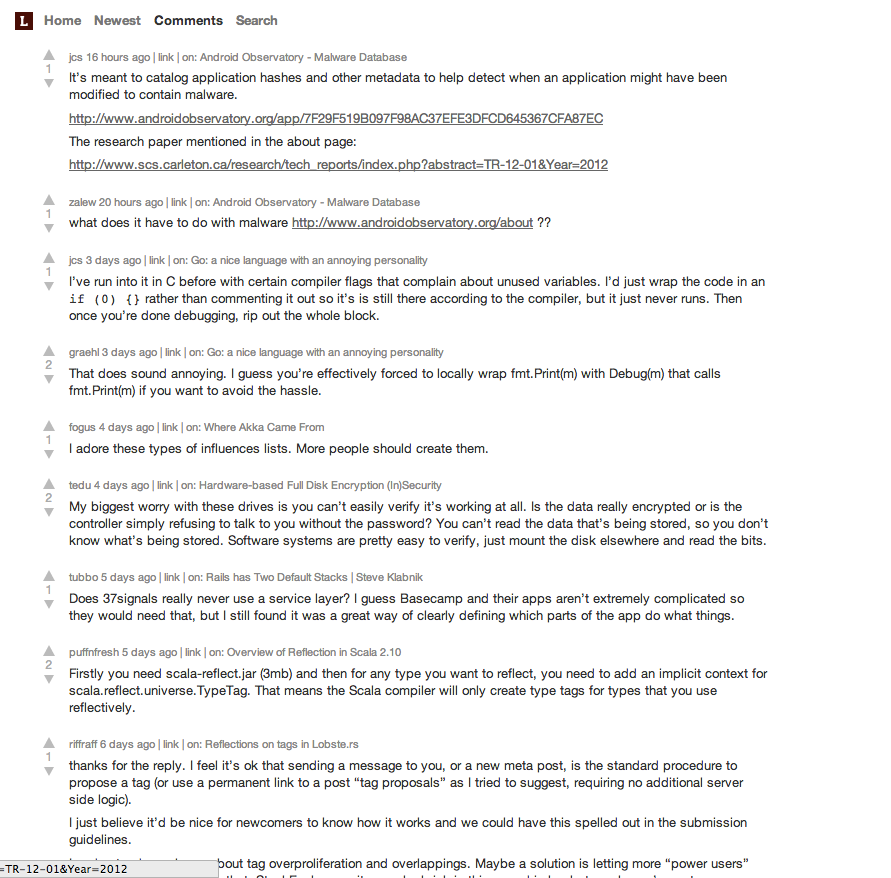 L Home Newest Comments Search
jcs 16 hours ago | link | on: Android Observatory - Malware Database
1
It's meant to catalog application hashes and other metadata to help detect when an application might have been
modified to contain malware.
http://www.androidobservatory.org/app/7F29F519B097F98AC37EFE3DFCD645367CFA87EC
The research paper mentioned in the about page:
http://www.scs.carleton.ca/research/tech_reports/index.php?abstract=TR-12-01&Year=2012
zalew 20 hours ago | link | on: Android Observatory - Malware Database
1
what does it have to do with malware http://www.androidobservatory.org/about ??
jcs 3 days ago | link | on: Go: a nice language with an annoying personality
1
I've run into it in C before with certain compiler flags that complain about unused variables. I'd just wrap the code in an
if (0) {} rather than commenting it out so it's is still there according to the compiler, but it just never runs. Then
once you're done debugging, rip out the whole block.
graehl 3 days ago | link | on: Go: a nice language with an annoying personality
2
That does sound annoying. I guess you're effectively forced to locally wrap fmt.Print(m) with Debug(m) that calls
fmt.Print(m) if you want to avoid the hassle.
fogus 4 days ago | link | on: Where Akka Came From
1
I adore these types of influences lists. More people should create them.
tedu 4 days ago | link | on: Hardware-based Full Disk Encryption (In)Security
2
My biggest worry with these drives is you can't easily verify it's working at all. Is the data really encrypted or is the
controller simply refusing to talk to you without the password? You can't read the data that's being stored, so you don't
know what's being stored. Software systems are pretty easy to verify, just mount the disk elsewhere and read the bits.
tubbo 5 days ago | link | on: Rails has Two Default Stacks | Steve Klabnik
1
Does 37signals really never use a service layer? I guess Basecamp and their apps aren't extremely complicated so
they would need that, but I still found it was a great way of clearly defining which parts of the app do what things.
puffnfresh 5 days ago | link | on: Overview of Reflection in Scala 2.10
2
Firstly you need scala-reflect.jar (3mb) and then for any type you want to reflect, you need to add an implicit context for
scala.reflect.universe.TypeTag. That means the Scala compiler will only create type tags for types that you use
reflectively.
riffraff 6 days ago | link | on: Reflections on tags in Lobste.rs
1
thanks for the reply. I feel it's ok that sending a message to you, or a new meta post, is the standard procedure to
propose a tag (or use a permanent link to a post “tag proposals” as I tried to suggest, requiring no additional server
side logic).
I just believe it'd be nice for newcomers to know how it works and we could have this spelled out in the submission
guidelines.
bout tag overproliferation and overlappings. Maybe a solution is letting more “power users”
=TR-12-01&Year=2012